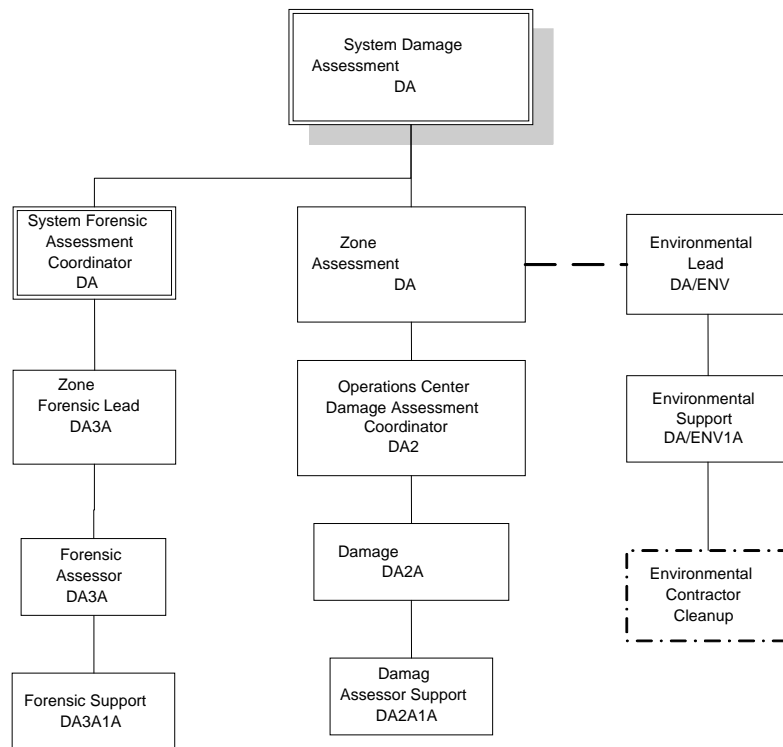 System Damage
Assessment
DA
System Forensic
Assessment
Coordinator
DA
Zone
Assessment
DA
Environmental
Lead
DA/ENV
Zone
Forensic Lead
DA3A
Operations Center
Damage Assessment
Coordinator
DA2
Environmental
Support
DA/ENV1A
Forensic
Assessor
DA3A
Damage
DA2A
Environmental
Contractor
Cleanup
Forensic Support
DA3A1A
Damag
Assessor Support
DA2A1A